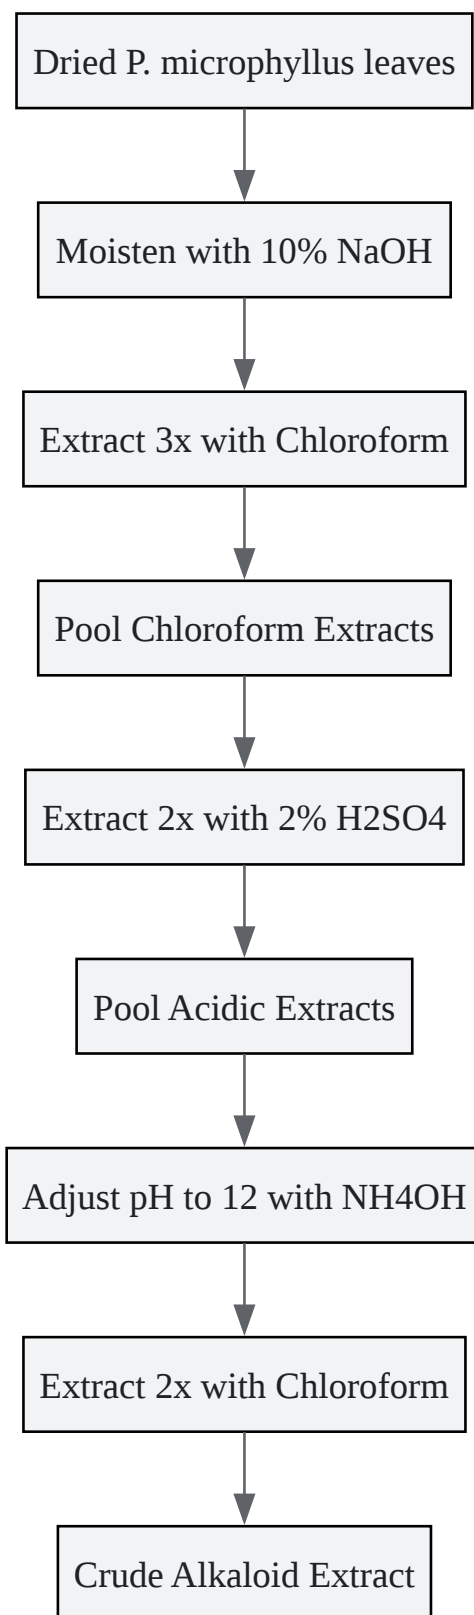 Dried P. microphyllus leaves
Moisten with 10% NaOH
Extract 3x with Chloroform
Pool Chloroform Extracts
Extract 2x with 2% H2SO4
Pool Acidic Extracts
Adjust pH to 12 with NH4OH
Extract 2x with Chloroform
Crude Alkaloid Extract